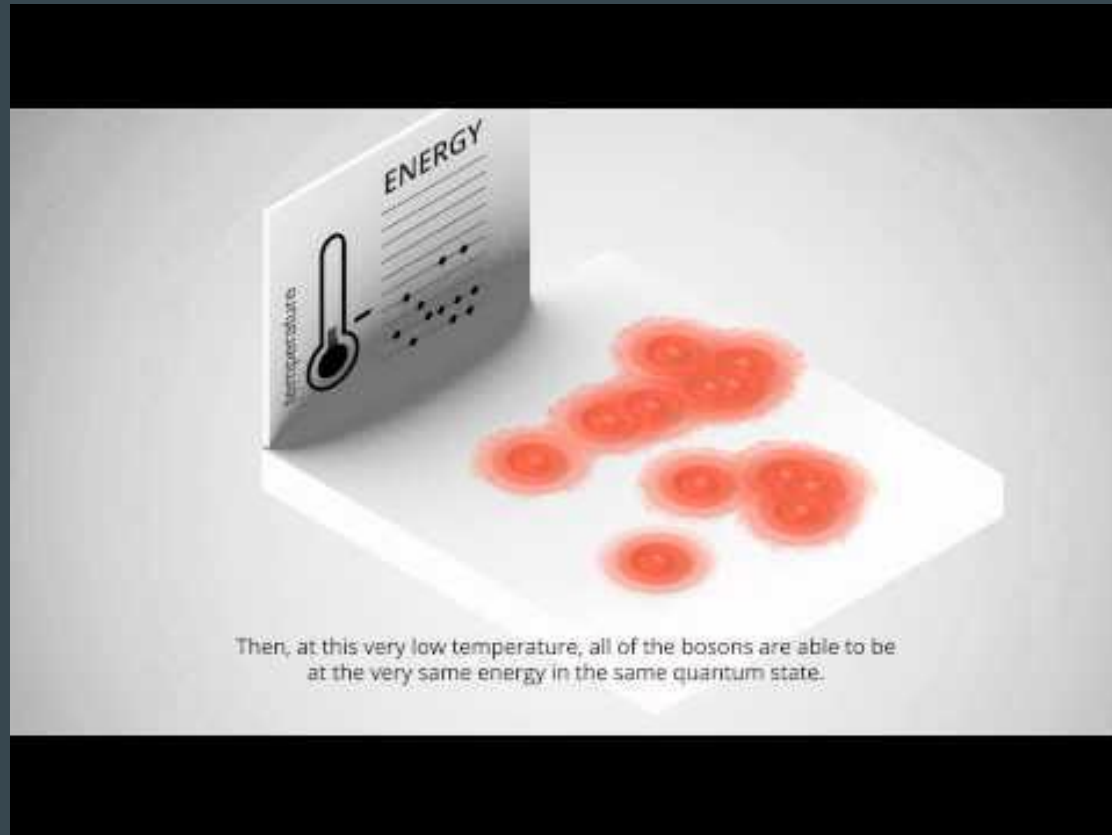 ENERGY
temperature
Then, at this very low temperature, all of the bosons are able to be
at the very same energy in the same quantum state.